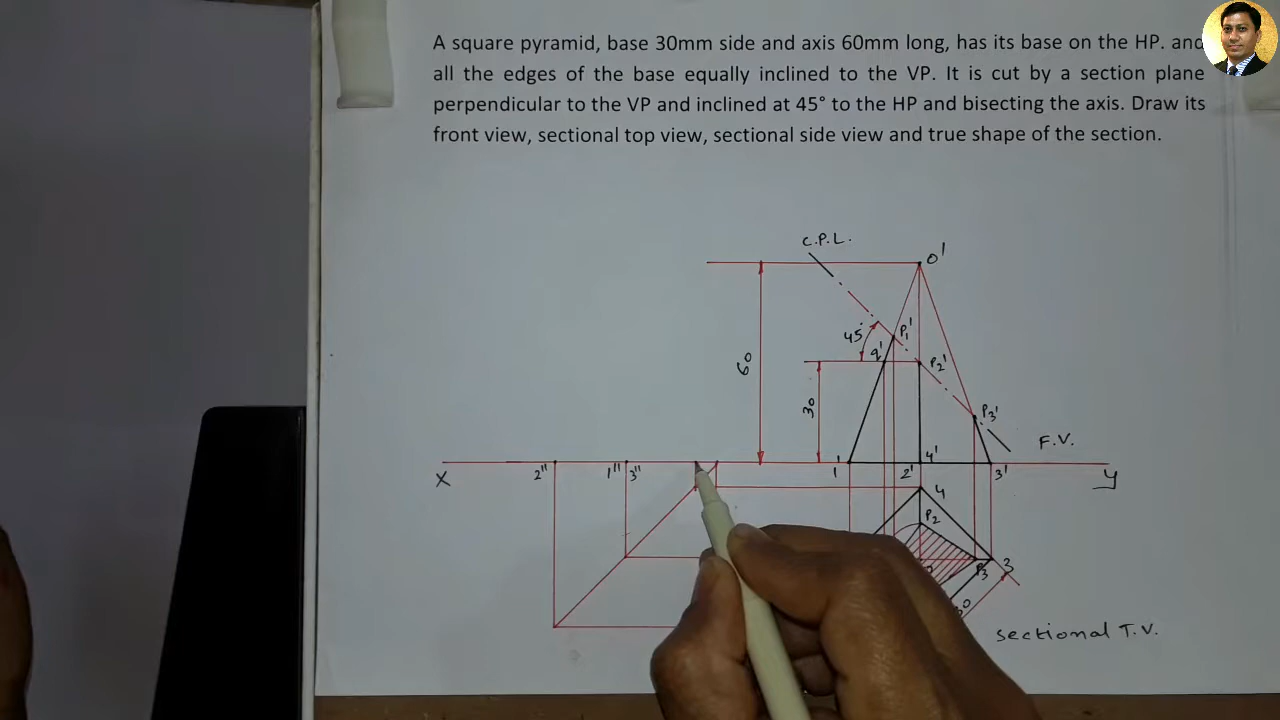 A square pyramid, base 30mm side and axis 60mm long, has its base on the HP. and
all the edges of the base equally inclined to the VP. It is cut by a section plane
perpendicular to the VP and inclined at 45° to the HP and bisecting the axis. Draw its
front view, sectional top view, sectional side view and true shape of the section.
C.P.L.
O'
45°
P1'
q'
P2'
60
30
P3'
F.V.
X
2"
1"
3"
1'
2'
4'
3'
Y
4
P2
P3
3
sectional T.V.